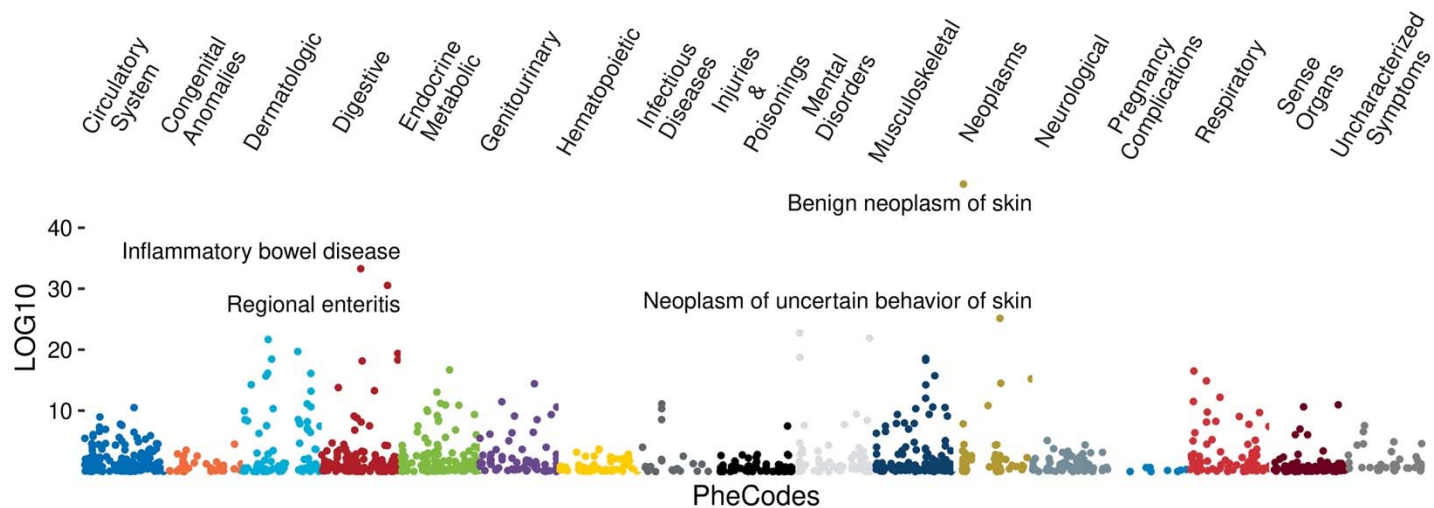 Circulatory
System
Congenital
Anomalies
Dermatologic
Digestive
Endocrine
Metabolic
Genitourinary
Hematopoietic
Infectious
Diseases
Injuries
&
Poisonings
Mental
Disorders
Musculoskeletal
Neoplasms
Neurological
Pregnancy
Complications
Respiratory
Sense
Organs
Uncharacterized
Symptoms
Benign neoplasm of skin
40
Inflammatory bowel disease
30
Regional enteritis
Neoplasm of uncertain behavior of skin
20
10
LOG10
PheCodes